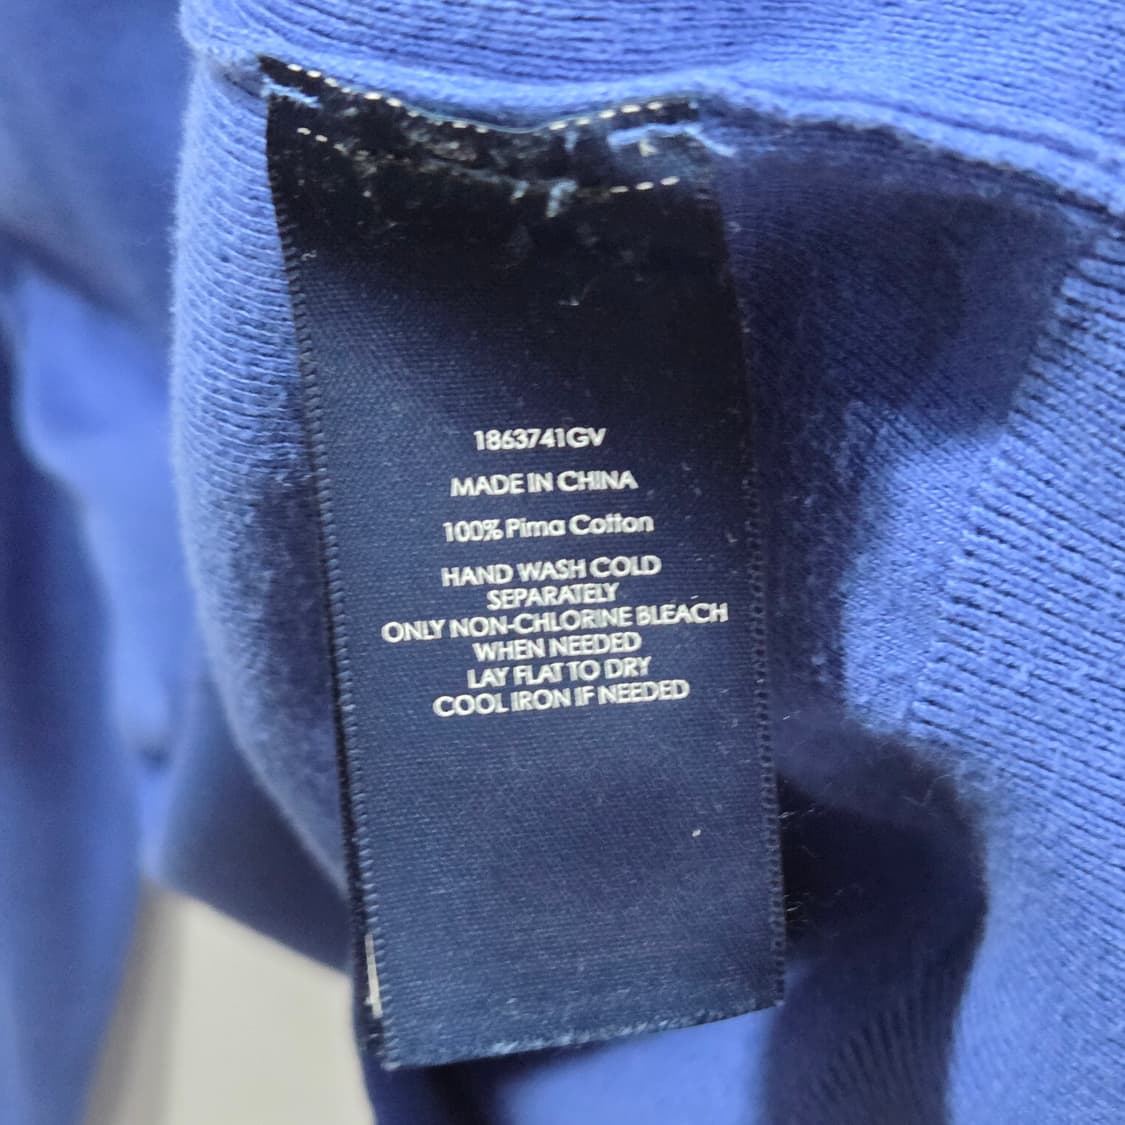 1863741GV
MADE IN CHINA
100% Pima Cotton
HAND WASH COLD
SEPARATELY
ONLY NON-CHLORINE BLEACH
WHEN NEEDED
LAY FLAT TO DRY
COOL IRON IF NEEDED